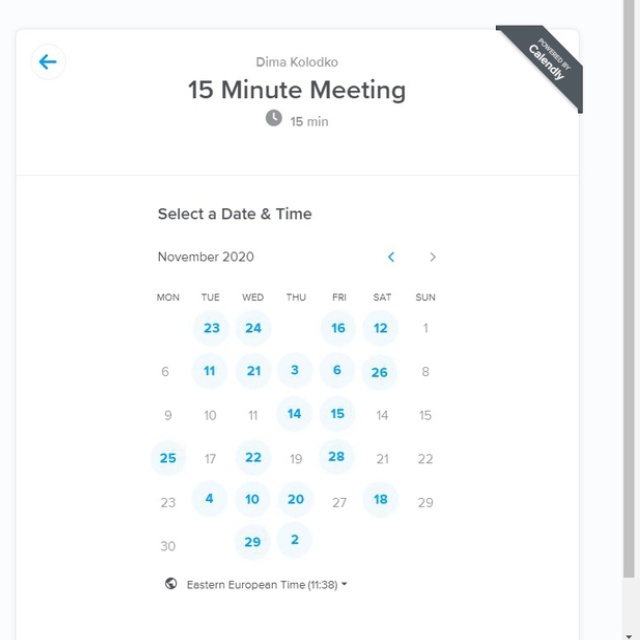 POWERED BY
Calendly
Dima Kolodko
15 Minute Meeting
15 min
Select a Date & Time
November 2020
MON TUE WED THU FRI SAT SUN
23 24 16 12 1
6 11 21 3 6 26 8
9 10 11 14 15 14 15
25 17 22 19 28 21 22
23 4 10 20 27 18 29
30 29 2
Eastern European Time (11:38)